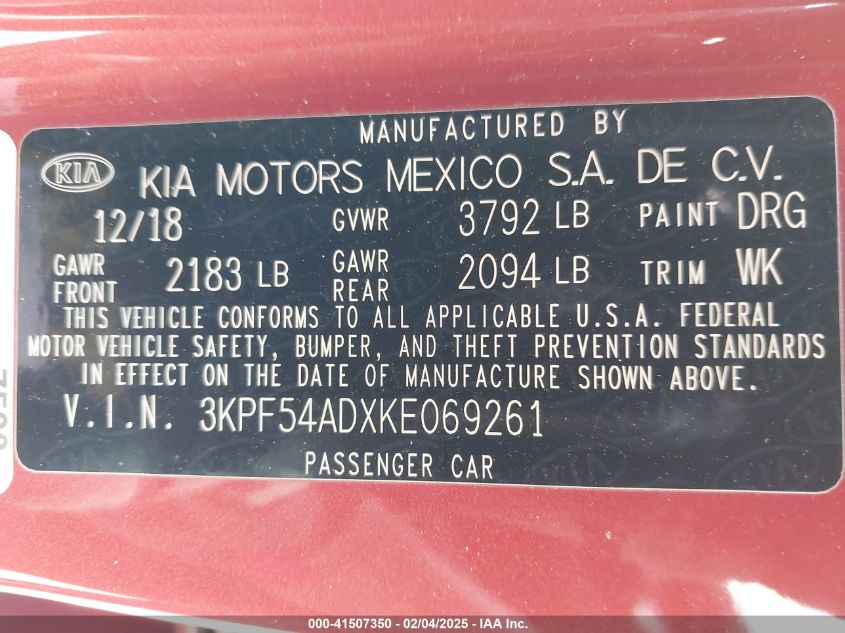 MANUFACTURED BY
KIA KIA MOTORS MEXICO S.A. DE C.V.
12/18 GVWR 3792 LB PAINT DRG
GAWR FRONT 2183 LB GAWR REAR 2094 LB TRIM WK
THIS VEHICLE CONFORMS TO ALL APPLICABLE U.S.A. FEDERAL
MOTOR VEHICLE SAFETY, BUMPER, AND THEFT PREVENTION STANDARDS
IN EFFECT ON THE DATE OF MANUFACTURE SHOWN ABOVE.
V.I.N. 3KPF54ADXKE069261
PASSENGER CAR
000-41507350 - 02/04/2025 - IAA Inc.